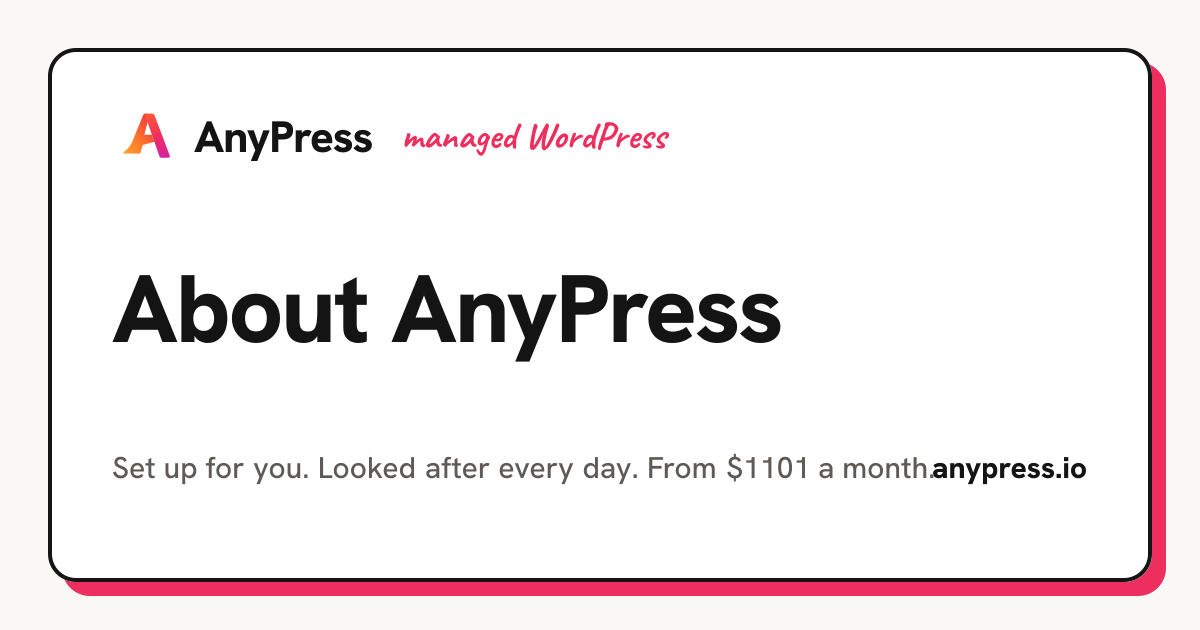 AnyPress managed WordPress
About AnyPress
Set up for you. Looked after every day. From $1101 a month.anypress.io